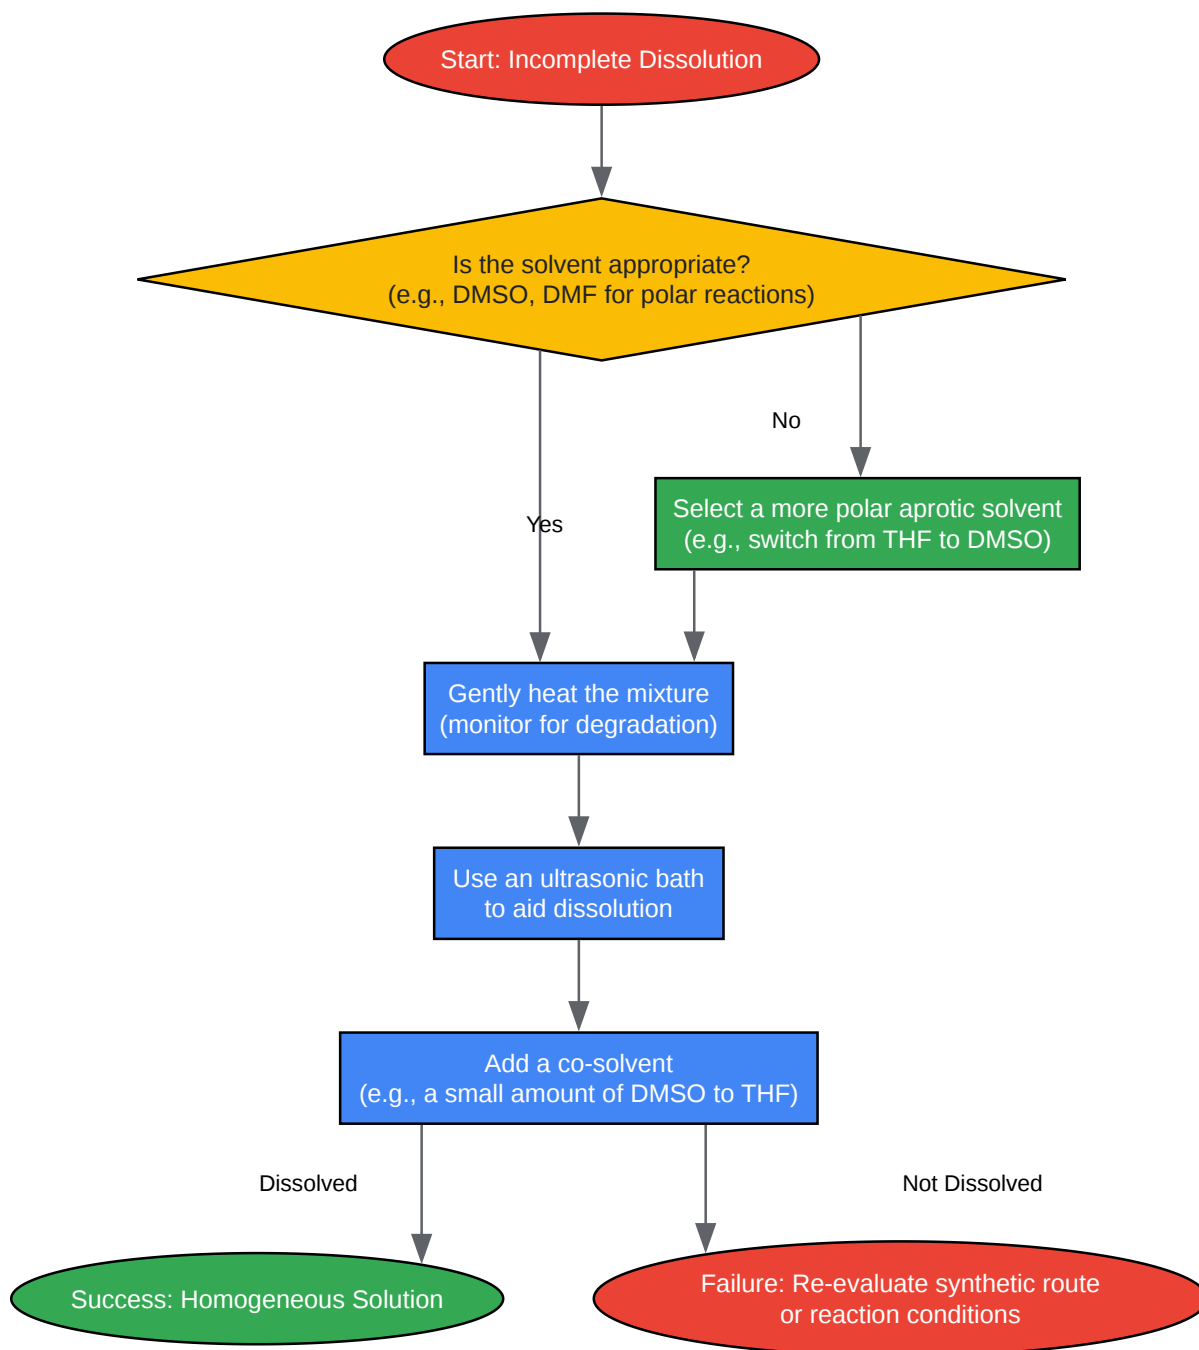 Start: Incomplete Dissolution
Is the solvent appropriate?
(e.g., DMSO, DMF for polar reactions)
No
Select a more polar aprotic solvent
(e.g., switch from THF to DMSO)
Yes
Gently heat the mixture
(monitor for degradation)
Use an ultrasonic bath
to aid dissolution
Add a co-solvent
(e.g., a small amount of DMSO to THF)
Dissolved
Not Dissolved
Success: Homogeneous Solution
Failure: Re-evaluate synthetic route
or reaction conditions